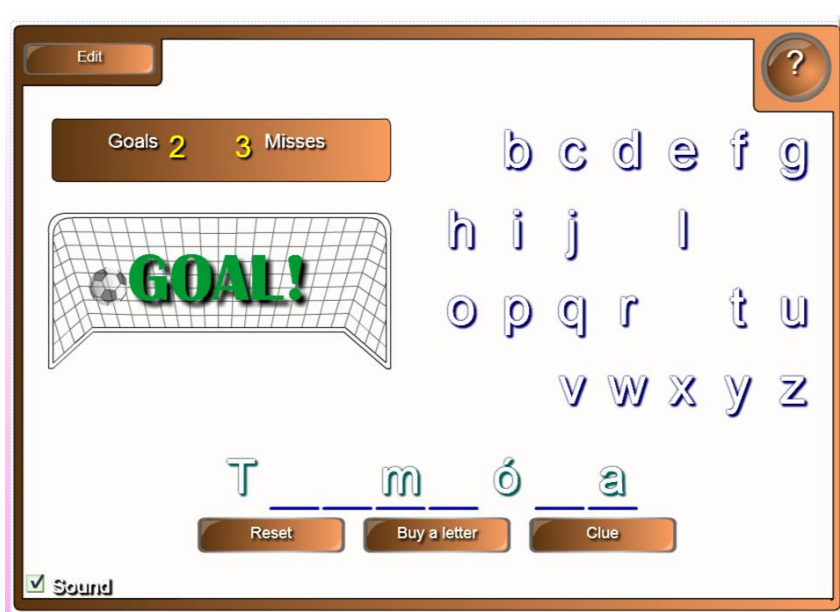 Edit
?
Goals 2 3 Misses
b c d e f g
GOAL!
h i j l
o p q r t u
v w x y z
T _ _ m _ ó _ a
Reset Buy a letter Clue
Sound